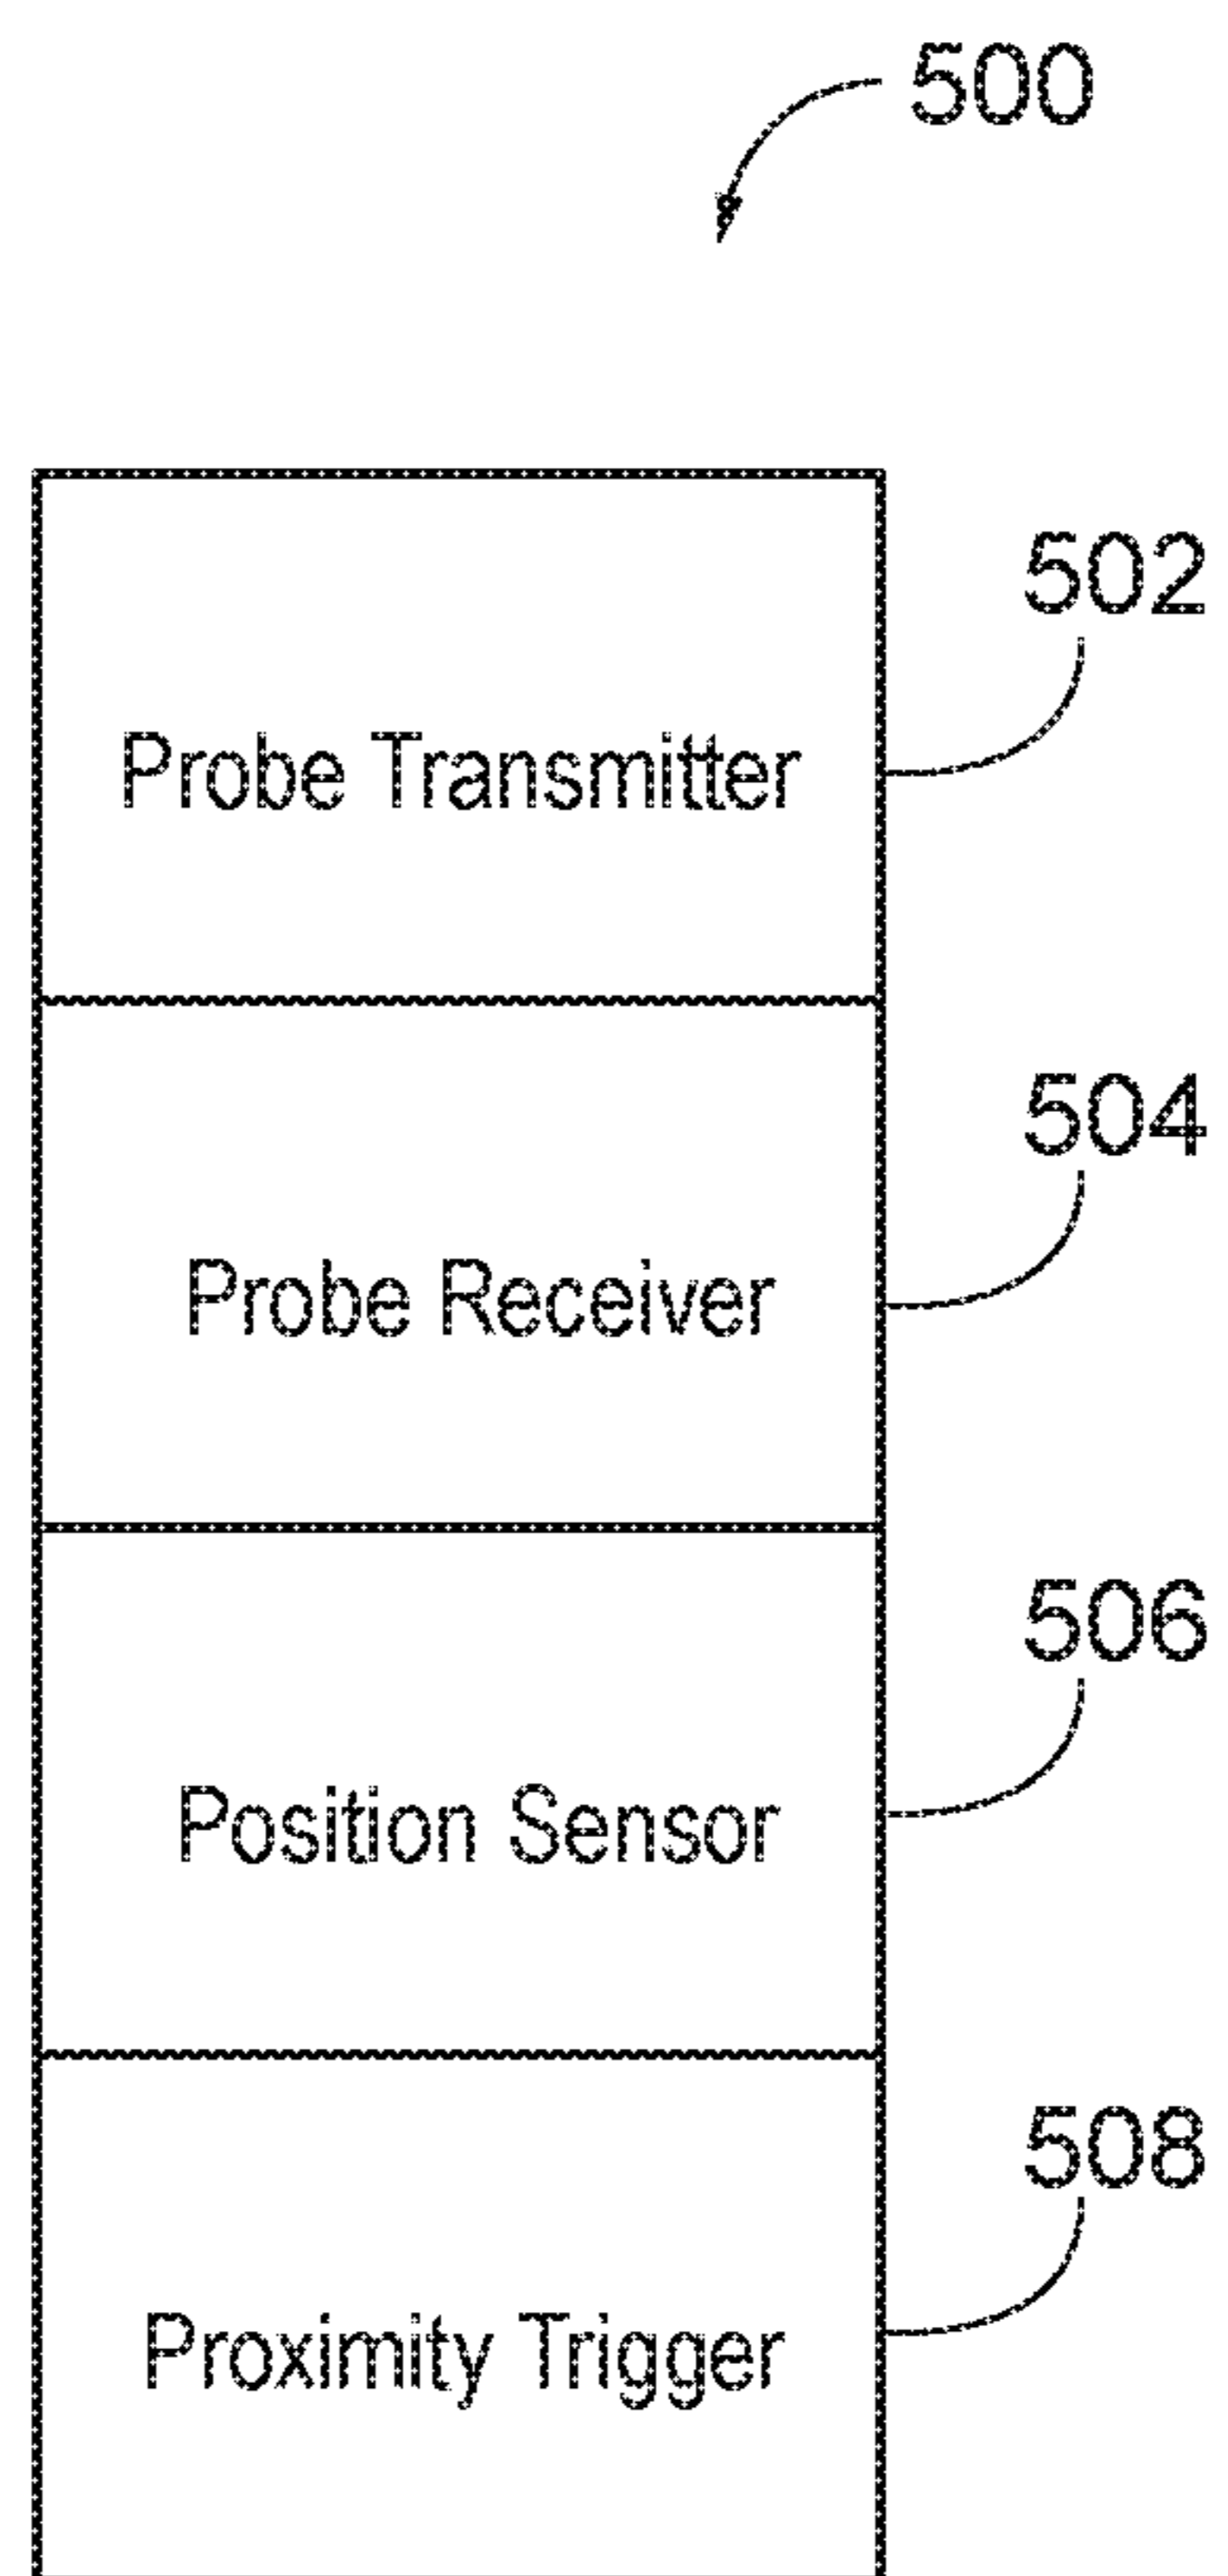 500
502
Probe Transmitter
504
Probe Receiver
506
Position Sensor
508
Proximity Trigger